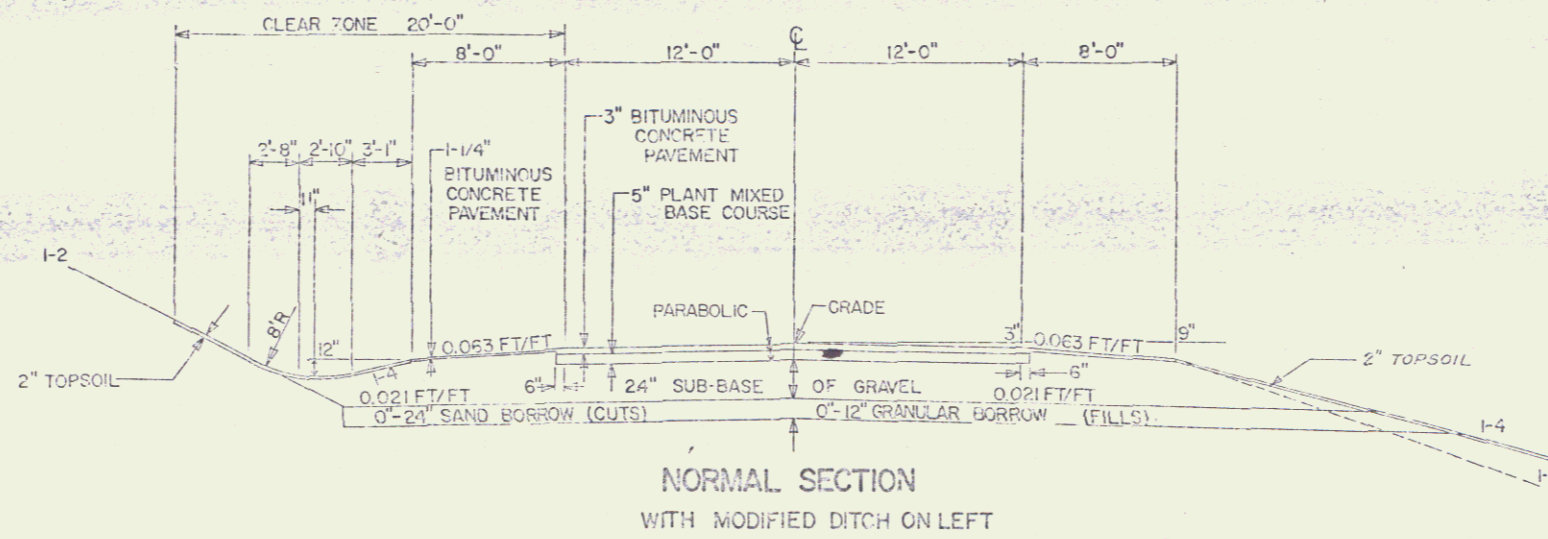 CLEAR ZONE 20'-0"
8'-0"
12'-0"
℄
12'-0"
8'-0"
2'-8" 2'-10" 3'-1"
11"
1-1/4"
BITUMINOUS
CONCRETE
PAVEMENT
3" BITUMINOUS
CONCRETE
PAVEMENT
5" PLANT MIXED
BASE COURSE
1-2
8'R
12"
1-4
2" TOPSOIL
0.063 FT/FT
PARABOLIC
GRADE
3"
0.063 FT/FT
9"
2" TOPSOIL
6"
24" SUB-BASE OF GRAVEL
6"
0.021 FT/FT
0.021 FT/FT
0"-24" SAND BORROW (CUTS)
0"-12" GRANULAR BORROW (FILLS)
1-4
1-
NORMAL SECTION
WITH MODIFIED DITCH ON LEFT